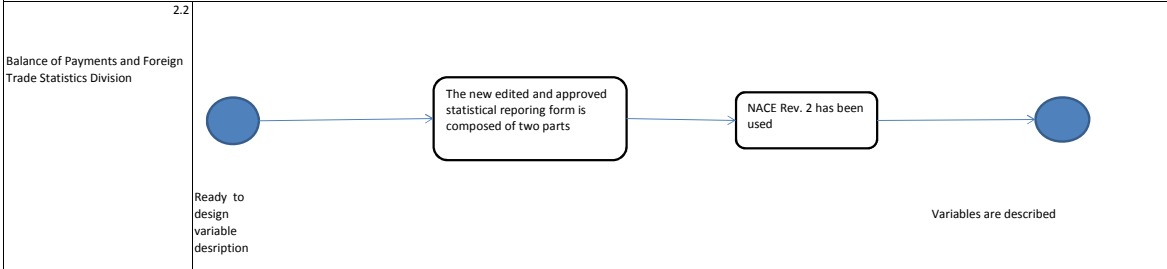 2.2
Balance of Payments and Foreign
Trade Statistics Division
The new edited and approved
statistical reporing form is
composed of two parts
NACE Rev. 2 has been
used
Ready to
design
variable
desription
Variables are described